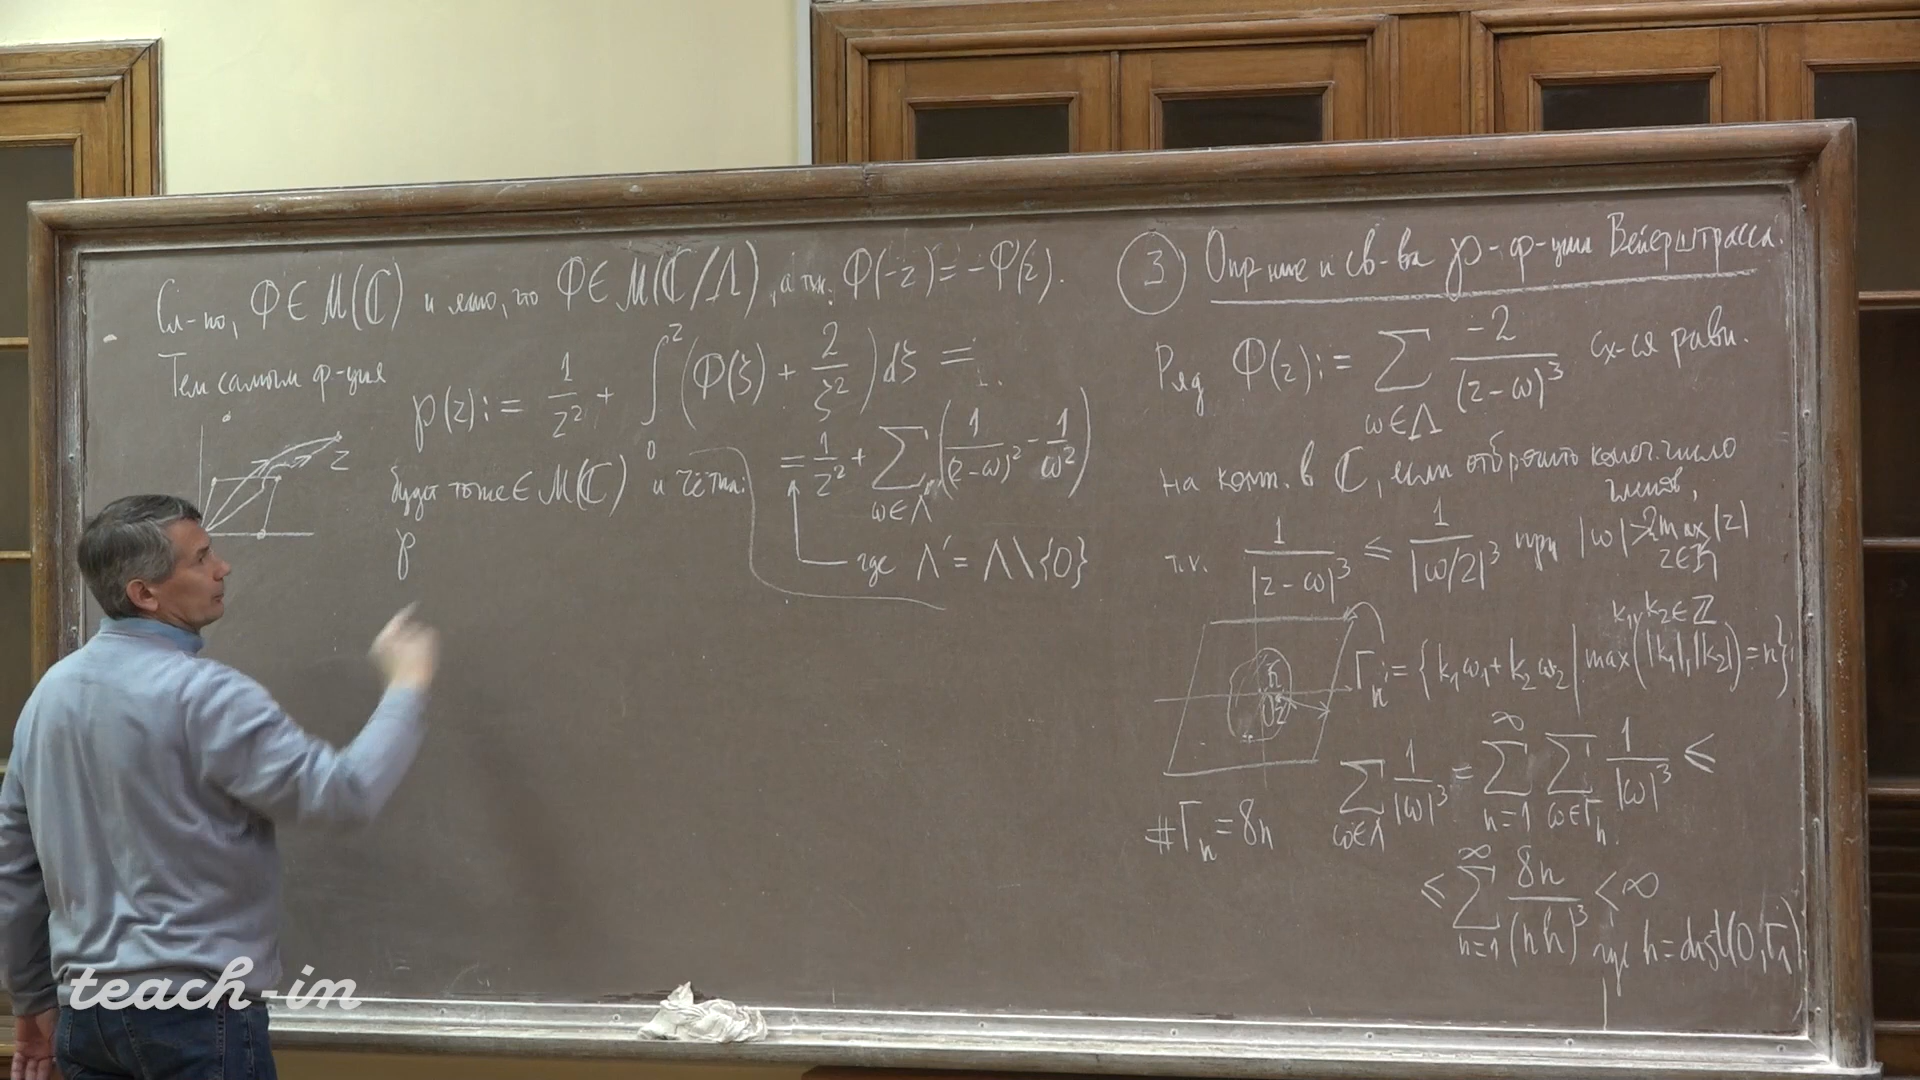 Сл-но, Φ ∈ M(ℂ) и ясно, что Φ ∈ M(ℂ/Λ), а т.к. Φ(-z) = -Φ(z).
Тем самым ф-ция
℘(z) := 1/z² + ∫₀ᶻ (Φ(ζ) + 2/ζ²) dζ =
= 1/z² + Σ_{ω∈Λ'} (1/(z-ω)² - 1/ω²)
z
будет тоже ∈ M(ℂ) и чётна:
где Λ' = Λ\{0}
℘
③ Опр-ние и св-ва ℘-ф-ции Вейерштрасса.
Ряд Φ(z) := Σ_{ω∈Λ} -2/(z-ω)³ сх-ся равн.
на комп. в ℂ, если отбросить конеч. число
членов,
т.к. 1/|z-ω|³ ≤ 1/|ω/2|³ при |ω| > 2 max_{z∈K} |z|
k₁, k₂ ∈ ℤ
Γₙ := {k₁ω₁ + k₂ω₂ | max(|k₁|, |k₂|) = n};
K
0 z
Σ_{ω∈Λ'} 1/|ω|³ = Σ_{n=1}^∞ Σ_{ω∈Γₙ} 1/|ω|³ ≤
#Γₙ = 8n
≤ Σ_{n=1}^∞ 8n/(nh)³ < ∞
где h = dist(0, Γ₁)
teach-in